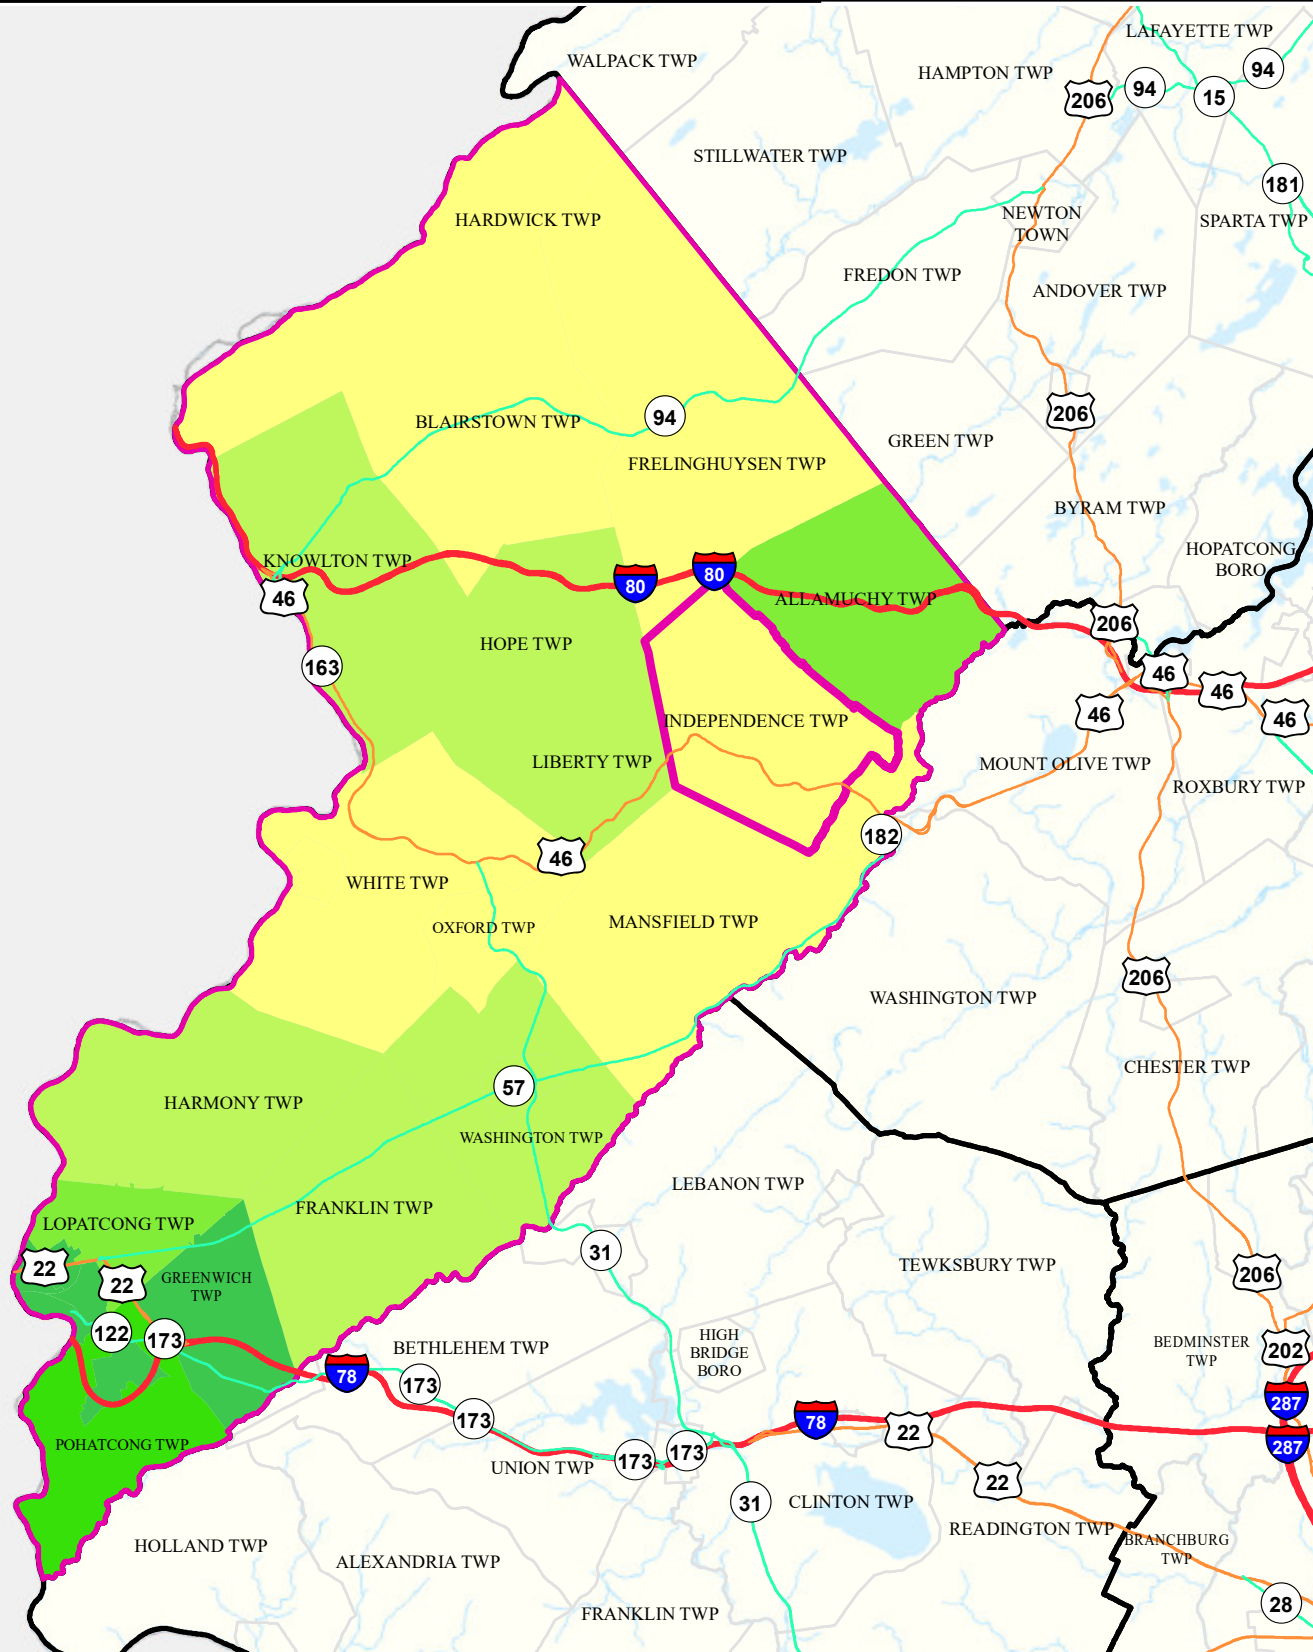 LAFAYETTE TWP
WALPACK TWP
HAMPTON TWP
94
94
206
15
STILLWATER TWP
181
HARDWICK TWP
NEWTON
TOWN
SPARTA TWP
FREDON TWP
ANDOVER TWP
BLAIRSTOWN TWP
94
206
GREEN TWP
FRELINGHUYSEN TWP
BYRAM TWP
HOPATCONG
BORO
KNOWLTON TWP
80
80
46
ALLAMUCHY TWP
206
HOPE TWP
163
46
46
46
46
INDEPENDENCE TWP
LIBERTY TWP
MOUNT OLIVE TWP
ROXBURY TWP
182
46
WHITE TWP
OXFORD TWP
MANSFIELD TWP
206
WASHINGTON TWP
CHESTER TWP
57
HARMONY TWP
WASHINGTON TWP
LEBANON TWP
FRANKLIN TWP
LOPATCONG TWP
31
22
22
GREENWICH
TWP
TEWKSBURY TWP
206
122
173
HIGH
BRIDGE
BORO
BETHLEHEM TWP
BEDMINSTER
TWP
202
78
173
287
173
78
22
POHATCONG TWP
287
173
173
UNION TWP
22
31
CLINTON TWP
READINGTON TWP
HOLLAND TWP
BRANCHBURG
TWP
ALEXANDRIA TWP
28
FRANKLIN TWP